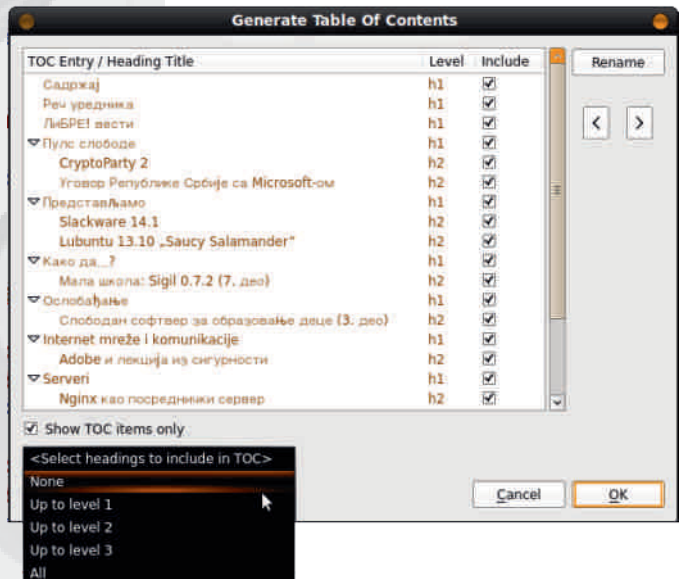 Generate Table Of Contents
TOC Entry / Heading Title Level Include
Rename
Садржај h1
Реч уредника h1
ЛиБРЕ! вести h1
< >
Пулс слободе h1
CryptoParty 2 h2
Уговор Републике Србије са Microsoft-ом h2
Представљамо h1
Slackware 14.1 h2
Lubuntu 13.10 „Saucy Salamander“ h2
Како да...? h1
Мала школа: Sigil 0.7.2 (7. део) h2
Ослобађање h1
Слободан софтвер за образовање деце (3. део) h2
Internet mreže i komunikacije h1
Adobe и лекција из сигурности h2
Serveri h1
Nginx као посреднички сервер h2
Show TOC items only
<Select headings to include in TOC>
None
Up to level 1
Up to level 2
Up to level 3
All
Cancel OK